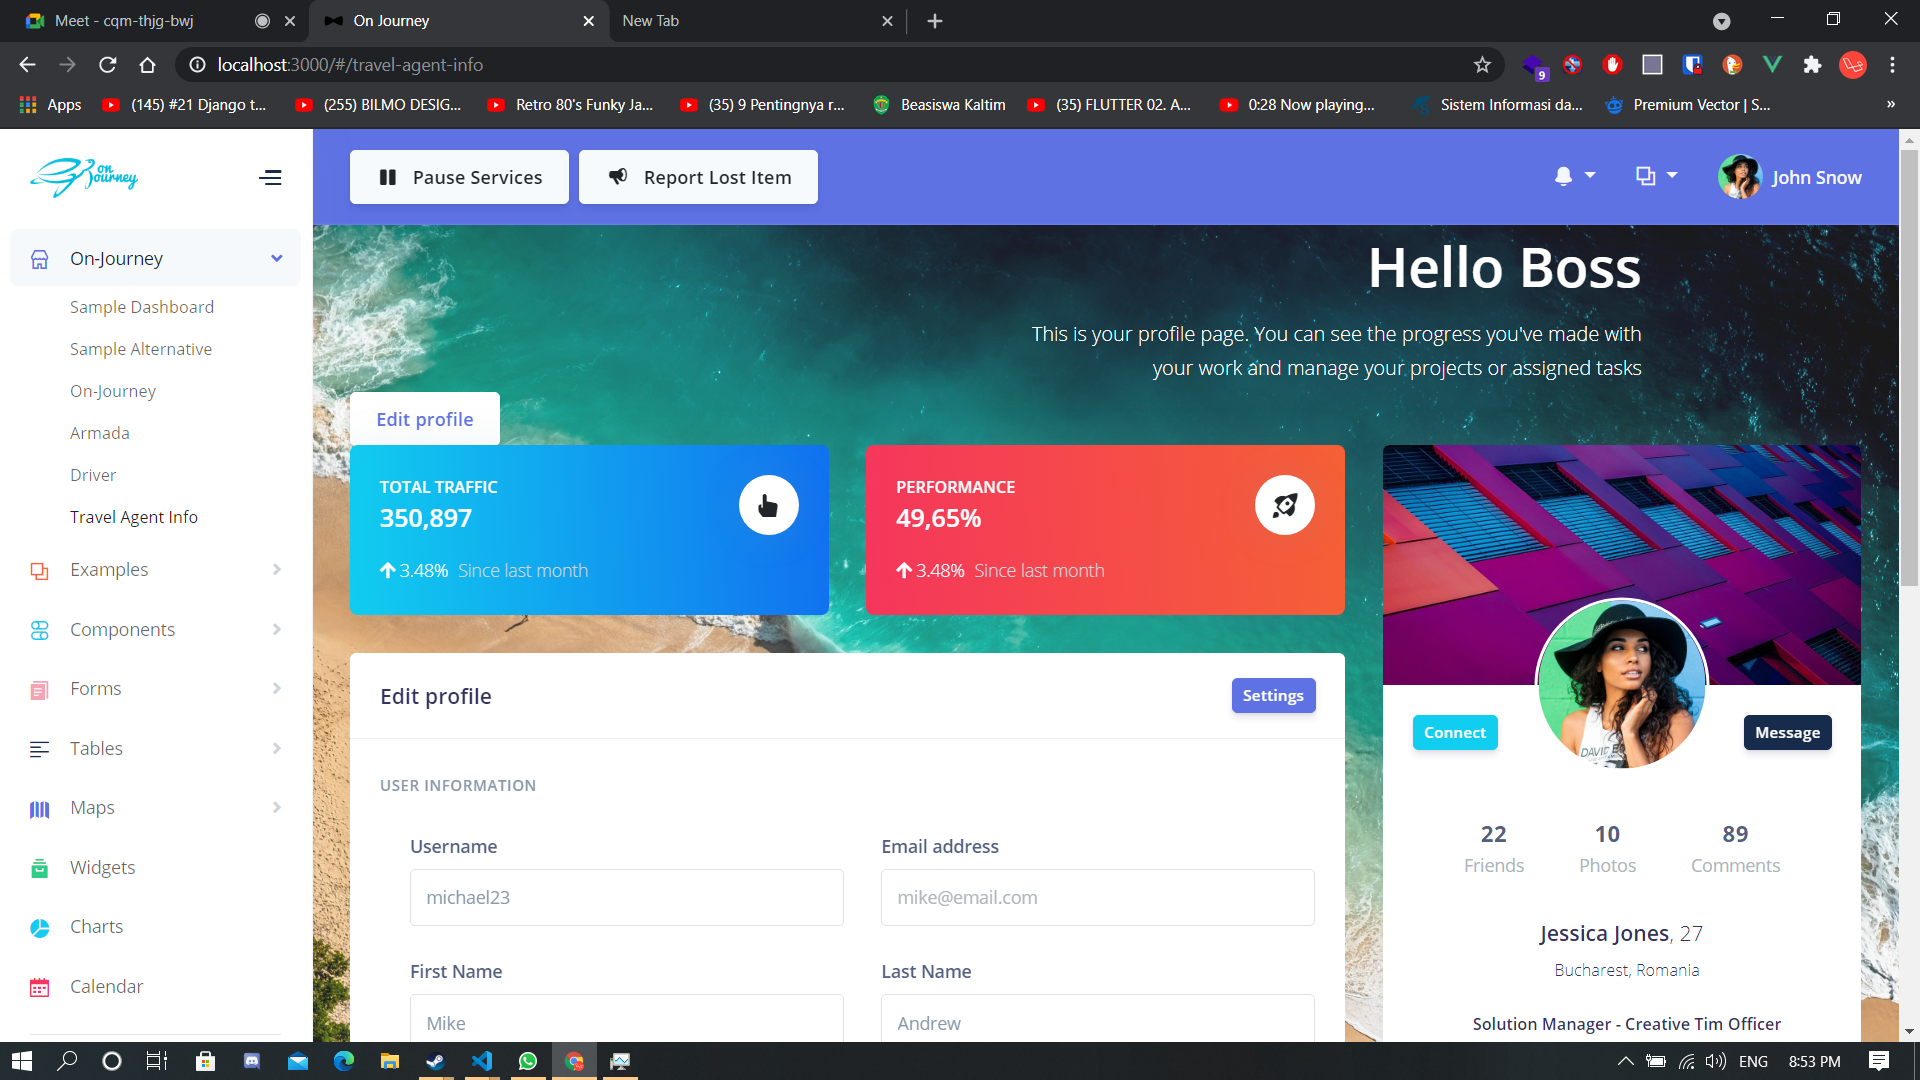 Meet - cqm-thjg-bwj
On Journey
New Tab
localhost:3000/#/travel-agent-info
9
Apps
(145) #21 Django t...
(255) BILMO DESIG...
Retro 80's Funky Ja...
(35) 9 Pentingnya r...
Beasiswa Kaltim
(35) FLUTTER 02. A...
0:28 Now playing...
Sistem Informasi da...
Premium Vector | S...
»
on Journey
Pause Services
Report Lost Item
John Snow
On-Journey
Sample Dashboard
Sample Alternative
On-Journey
Armada
Driver
Travel Agent Info
Examples
Components
Forms
Tables
Maps
Widgets
Charts
Calendar
Hello Boss
This is your profile page. You can see the progress you've made with
your work and manage your projects or assigned tasks
Edit profile
TOTAL TRAFFIC
350,897
3.48% Since last month
PERFORMANCE
49,65%
3.48% Since last month
Edit profile
Settings
USER INFORMATION
Username
Email address
michael23
mike@email.com
First Name
Last Name
Mike
Andrew
Connect
Message
22
10
89
Friends
Photos
Comments
Jessica Jones, 27
Bucharest, Romania
Solution Manager - Creative Tim Officer
ENG
8:53 PM